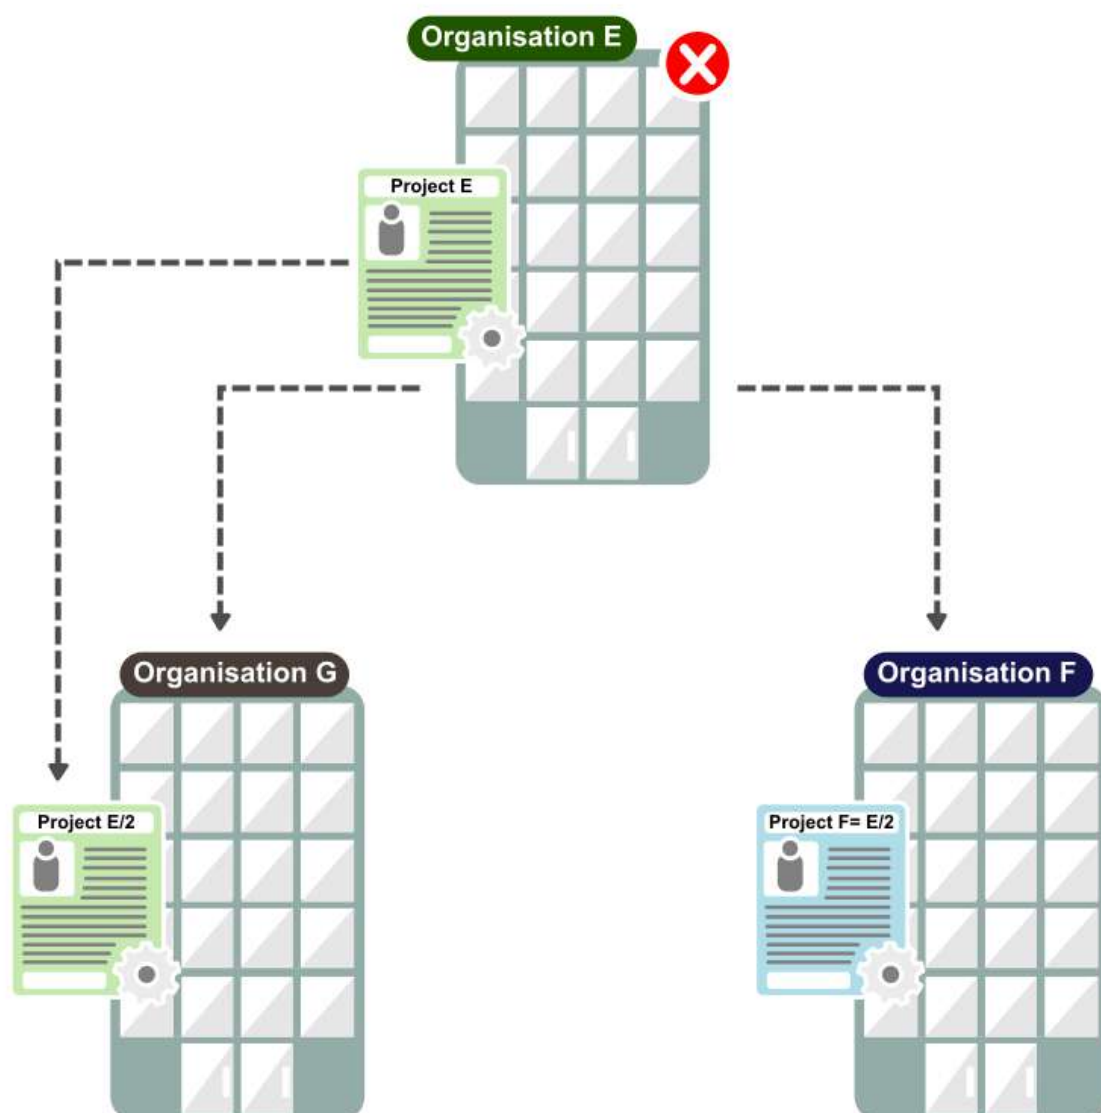 Organisation E
Project E
Organisation G
Organisation F
Project E/2
Project F= E/2